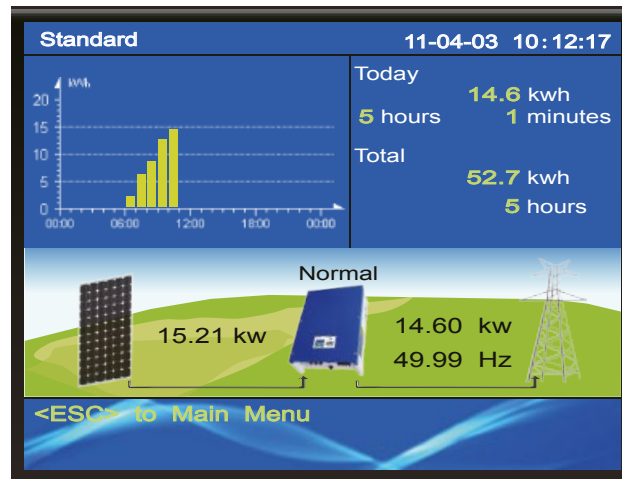 Standard 11-04-03 10:12:17
kWh
20
15
10
5
0
00:00 06:00 12:00 18:00 00:00
Today
14.6 kwh
5 hours 1 minutes
Total
52.7 kwh
5 hours
Normal
15.21 kw
14.60 kw
49.99 Hz
<ESC> to Main Menu